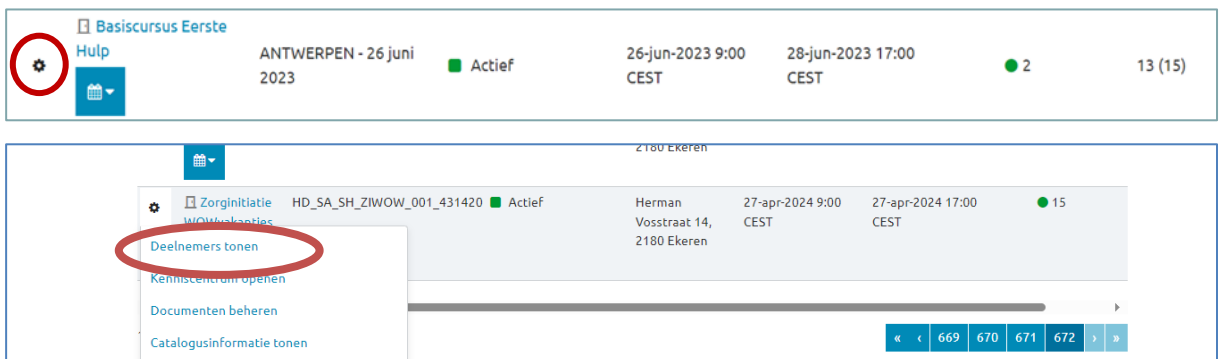 Basiscursus Eerste
Hulp
ANTWERPEN - 26 juni
2023
Actief
26-jun-2023 9:00
CEST
28-jun-2023 17:00
CEST
2
13 (15)
2180 Ekeren
Zorginitiatie
WOWvakanties
HD_SA_SH_ZIWOW_001_431420
Actief
Herman
Vosstraat 14,
2180 Ekeren
27-apr-2024 9:00
CEST
27-apr-2024 17:00
CEST
15
Deelnemers tonen
Kenniscentrum openen
Documenten beheren
Catalogusinformatie tonen
« ‹ 669 670 671 672 › »